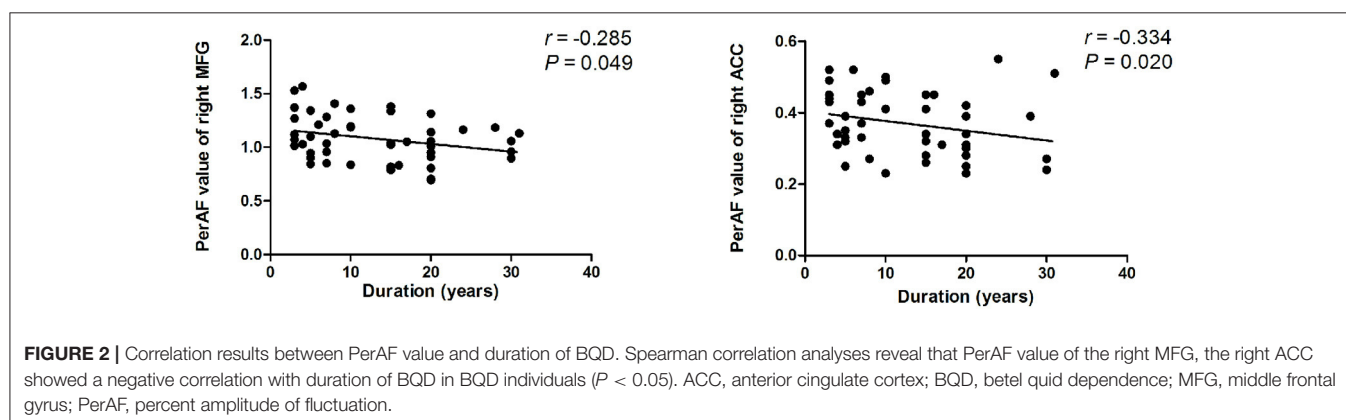 r = -0.285
P = 0.049
PerAF value of right MFG
2.0
1.5
1.0
0.5
0.0
0 10 20 30 40
Duration (years)
r = -0.334
P = 0.020
PerAF value of right ACC
0.6
0.4
0.2
0.0
0 10 20 30 40
Duration (years)
FIGURE 2 | Correlation results between PerAF value and duration of BQD. Spearman correlation analyses reveal that PerAF value of the right MFG, the right ACC
showed a negative correlation with duration of BQD in BQD individuals (P < 0.05). ACC, anterior cingulate cortex; BQD, betel quid dependence; MFG, middle frontal
gyrus; PerAF, percent amplitude of fluctuation.